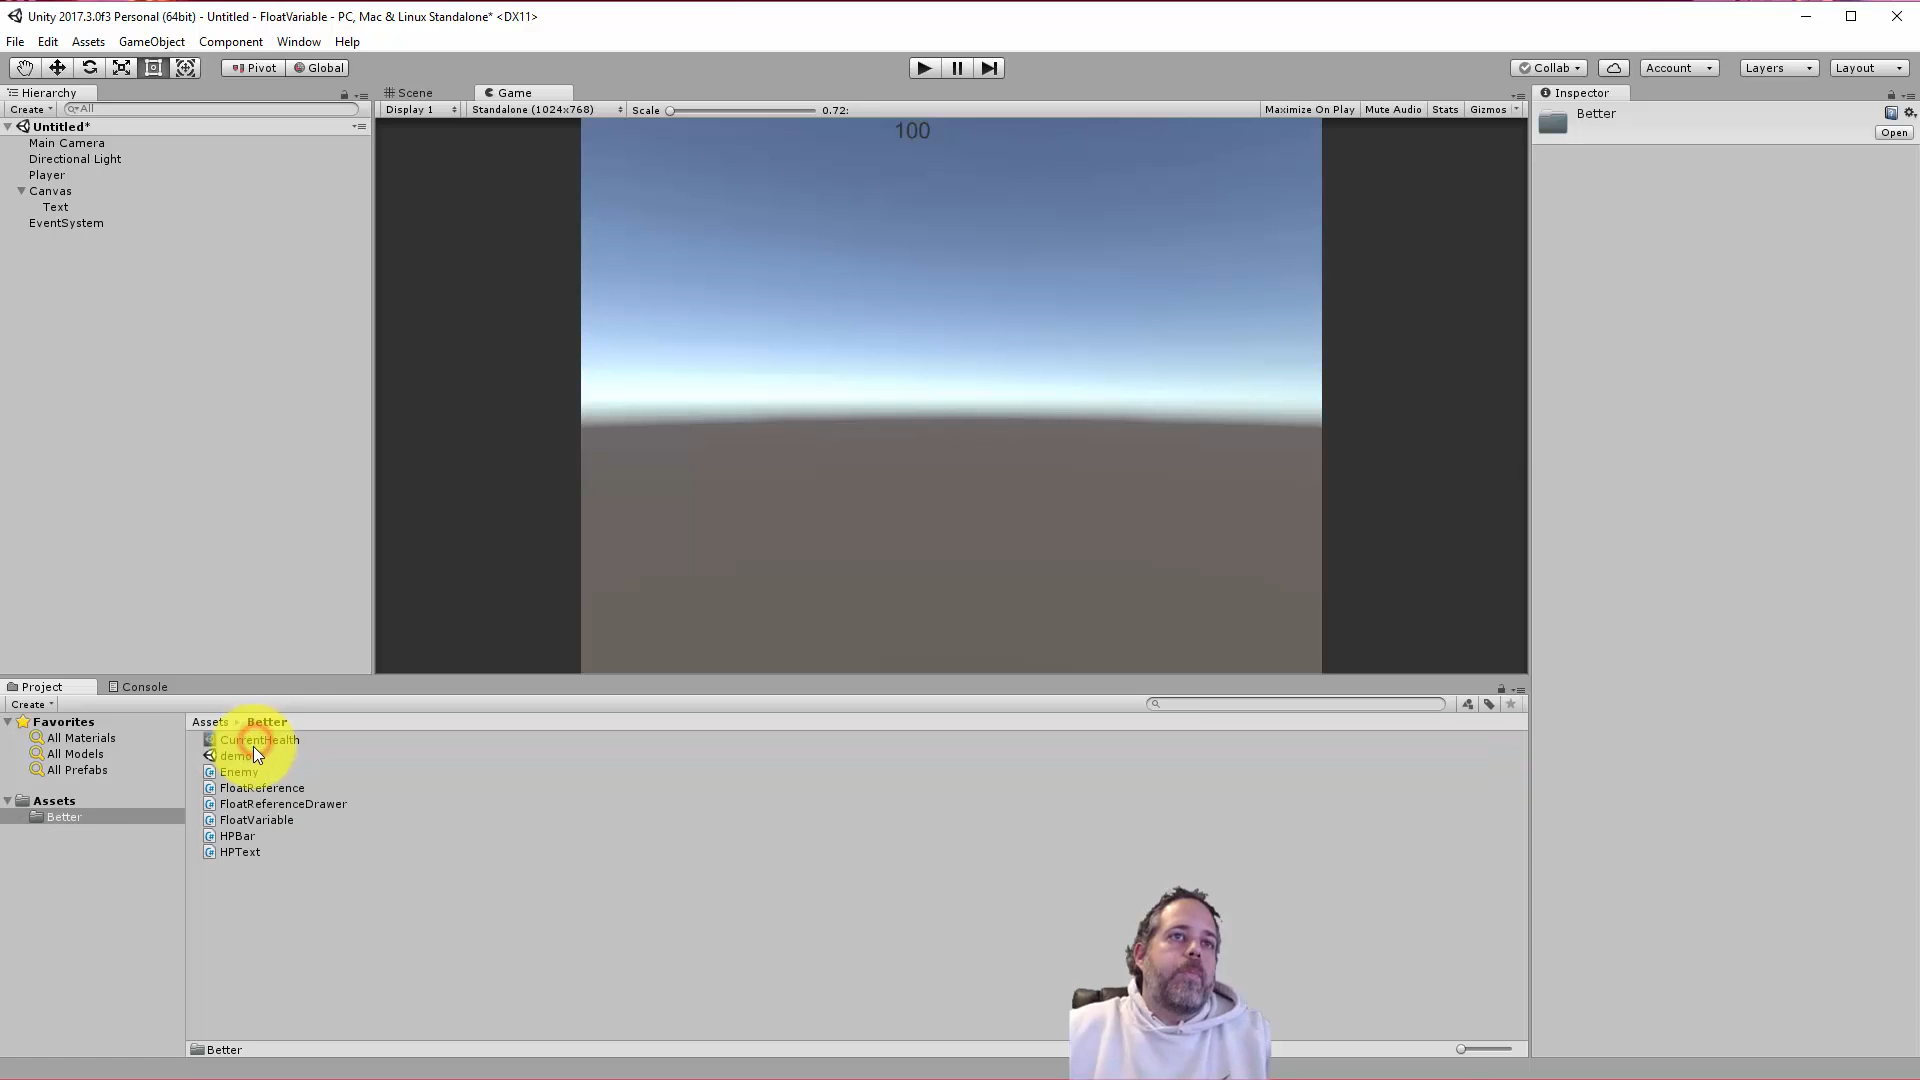 Unity 2017.3.0f3 Personal (64bit) - Untitled - FloatVariable - PC, Mac & Linux Standalone* <DX11>
File Edit Assets GameObject Component Window Help
Pivot Global Collab Account Layers Layout
Hierarchy Scene Game Inspector
Create All Display 1 Standalone (1024x768) Scale 0.72: Maximize On Play Mute Audio Stats Gizmos Better
Open
Untitled*
100
Main Camera
Directional Light
Player
Canvas
Text
EventSystem
Project Console
Create
Favorites
All Materials
All Models
All Prefabs
Assets
Better
Assets Better
CurrentHealth
demo
Enemy
FloatReference
FloatReferenceDrawer
FloatVariable
HPBar
HPText
Better